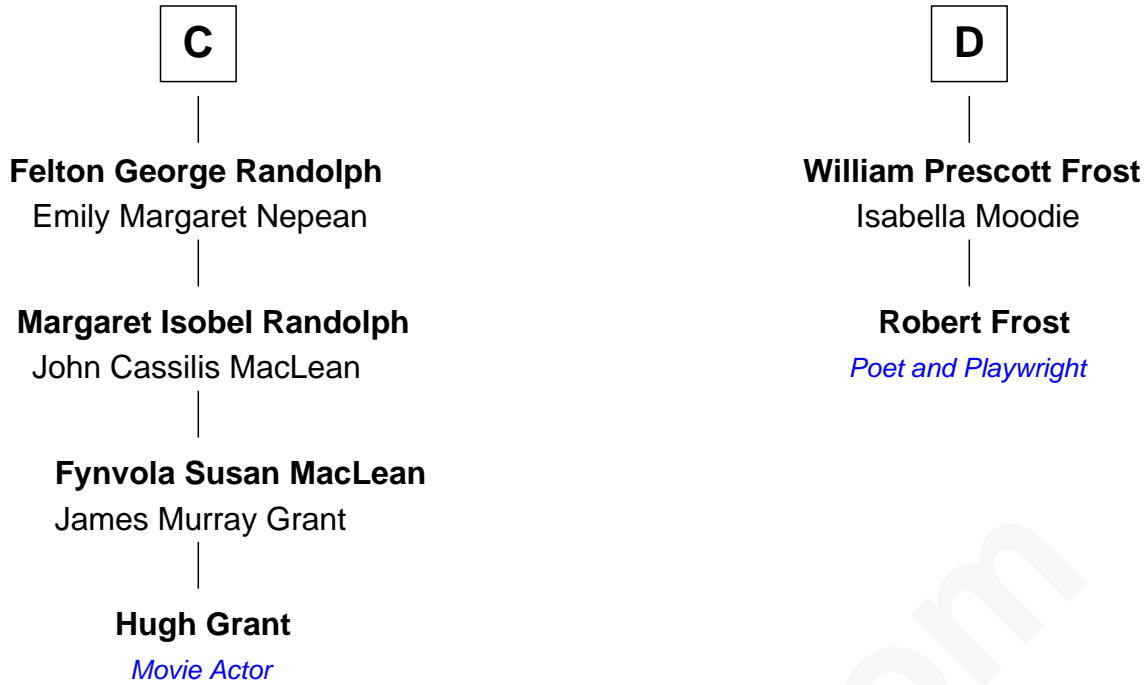 C
Felton George Randolph
Emily Margaret Nepean
Margaret Isobel Randolph
John Cassilis MacLean
Fynvola Susan MacLean
James Murray Grant
Hugh Grant
Movie Actor
D
William Prescott Frost
Isabella Moodie
Robert Frost
Poet and Playwright
om